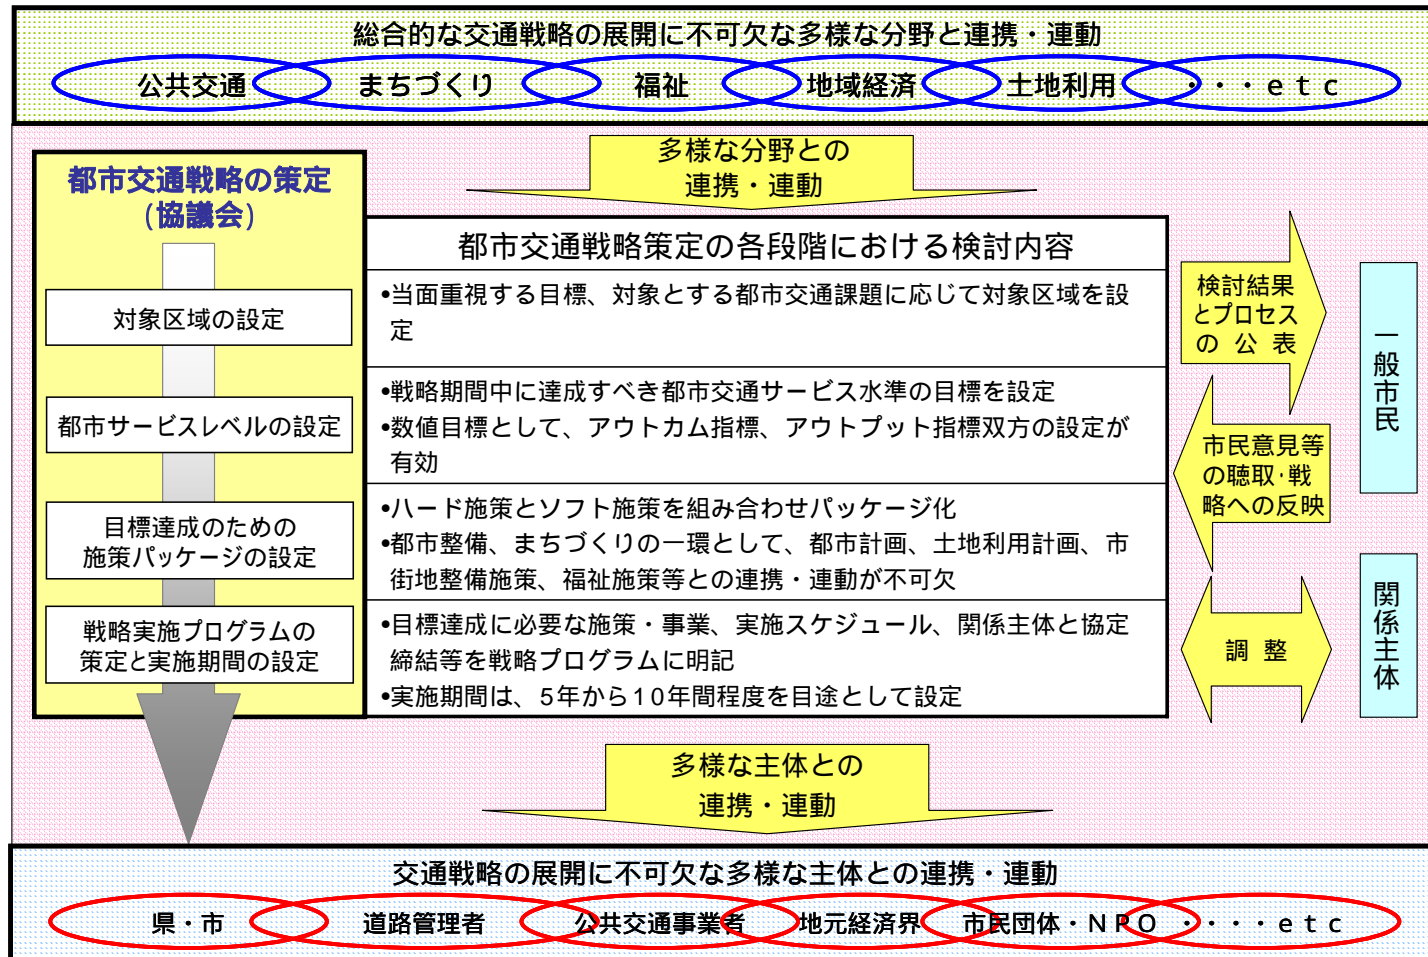 総合的な交通戦略の展開に不可欠な多様な分野と連携・連動
公共交通 まちづくり 福祉 地域経済 土地利用 ・・・ｅｔｃ
多様な分野との
連携・連動
都市交通戦略の策定
(協議会)
対象区域の設定
都市サービスレベルの設定
目標達成のための
施策パッケージの設定
戦略実施プログラムの
策定と実施期間の設定
都市交通戦略策定の各段階における検討内容
•当面重視する目標、対象とする都市交通課題に応じて対象区域を設
定
•戦略期間中に達成すべき都市交通サービス水準の目標を設定
•数値目標として、アウトカム指標、アウトプット指標双方の設定が
有効
•ハード施策とソフト施策を組み合わせパッケージ化
•都市整備、まちづくりの一環として、都市計画、土地利用計画、市
街地整備施策、福祉施策等との連携・連動が不可欠
•目標達成に必要な施策・事業、実施スケジュール、関係主体と協定
締結等を戦略プログラムに明記
•実施期間は、5年から10年間程度を目途として設定
検討結果
とプロセス
の公表
市民意見等
の聴取･戦
略への反映
調整
一般市民
関係主体
多様な主体との
連携・連動
交通戦略の展開に不可欠な多様な主体との連携・連動
県・市 道路管理者 公共交通事業者 地元経済界 市民団体・ＮＰＯ ・・・・ｅｔｃ